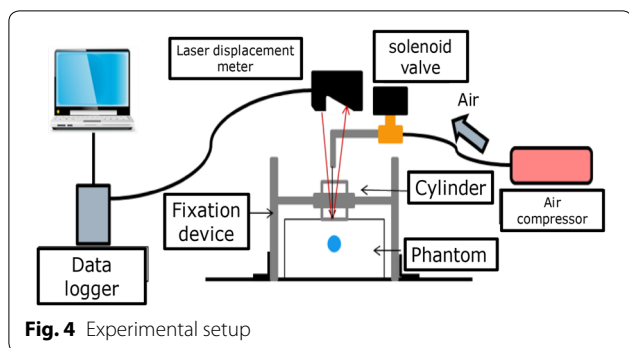 Laser displacement
meter
solenoid
valve
Air
Cylinder
Fixation
device
Air
compressor
Phantom
Data
logger
Fig. 4 Experimental setup